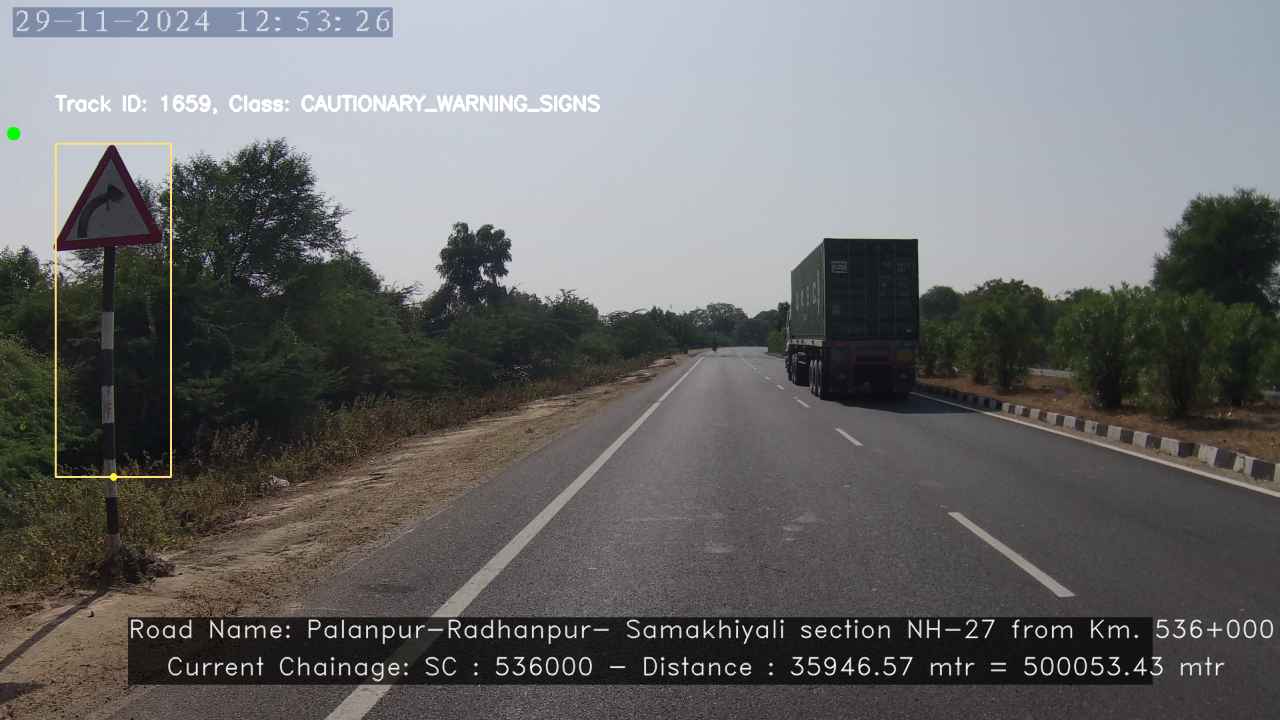 29-11-2024 12:53:26
Track ID: 1659, Class: CAUTIONARY_WARNING_SIGNS
Road Name: Palanpur-Radhanpur- Samakhiyali section NH-27 from Km. 536+000
Current Chainage: SC : 536000 - Distance : 35946.57 mtr = 500053.43 mtr